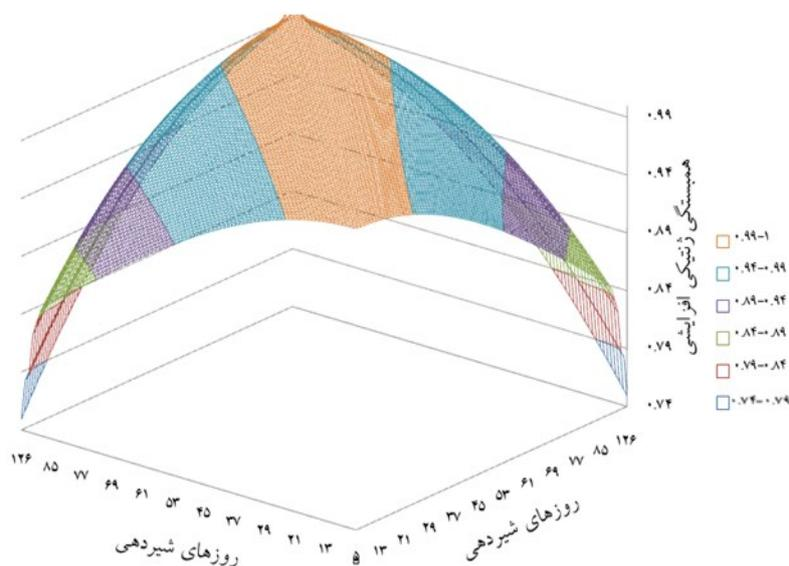 ۰.۹۹
۰.۹۴
۰.۸۹
۰.۸۴
۰.۷۹
۰.۷۴
همبستگی ژنتیکی افزایشی
۰.۹۹-۱
۰.۹۴-۰.۹۹
۰.۸۹-۰.۹۴
۰.۸۴-۰.۸۹
۰.۷۹-۰.۸۴
۰.۷۴-۰.۷۹
۱۲۶ ۸۵ ۷۷ ۶۹ ۶۱ ۵۳ ۴۵ ۳۷ ۲۹ ۲۱ ۱۳ ۵
روزهای شیردهی
۱۳ ۲۱ ۲۹ ۳۷ ۴۵ ۵۳ ۶۱ ۶۹ ۷۷ ۸۵ ۱۲۶
روزهای شیردهی